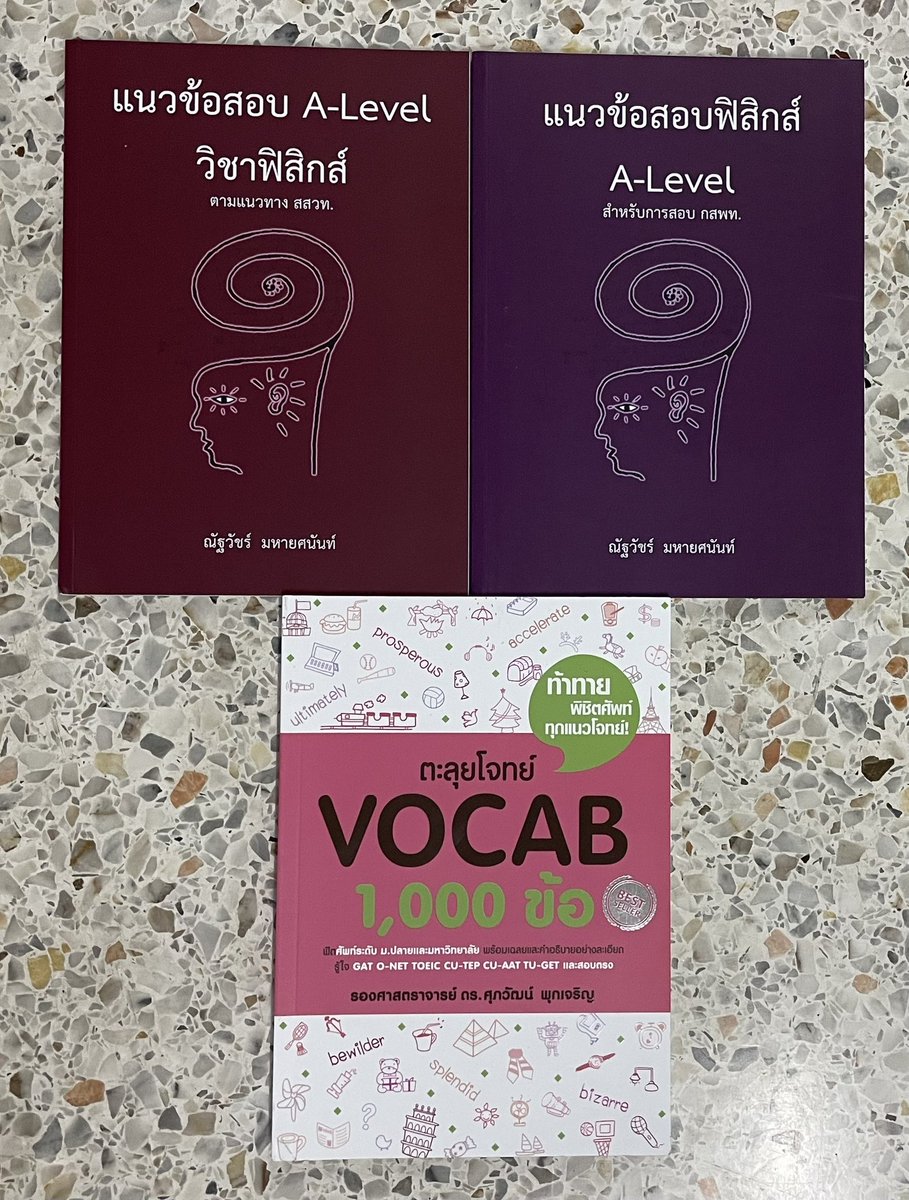 แนวข้อสอบ A-Level
วิชาฟิสิกส์
ตามแนวทาง สสวท.
ณัฐวัชร์ มหายศนันท์
แนวข้อสอบฟิสิกส์
A-Level
สำหรับการสอบ กสพท.
ณัฐวัชร์ มหายศนันท์
prosperous
accelerate
ultimately
ท้าทาย
พิชิตศัพท์
ทุกแนวโจทย์!
ตะลุยโจทย์
VOCAB
1,000 ข้อ
BEST
SELLER
ฟิตศัพท์ระดับ ม.ปลายและมหาวิทยาลัย พร้อมเฉลยและคำอธิบายอย่างละเอียด
รู้ใจ GAT O-NET TOEIC CU-TEP CU-AAT TU-GET และสอบตรง
รองศาสตราจารย์ ดร.ศุภวัฒน์ พุกเจริญ
bewilder
splendid
bizarre